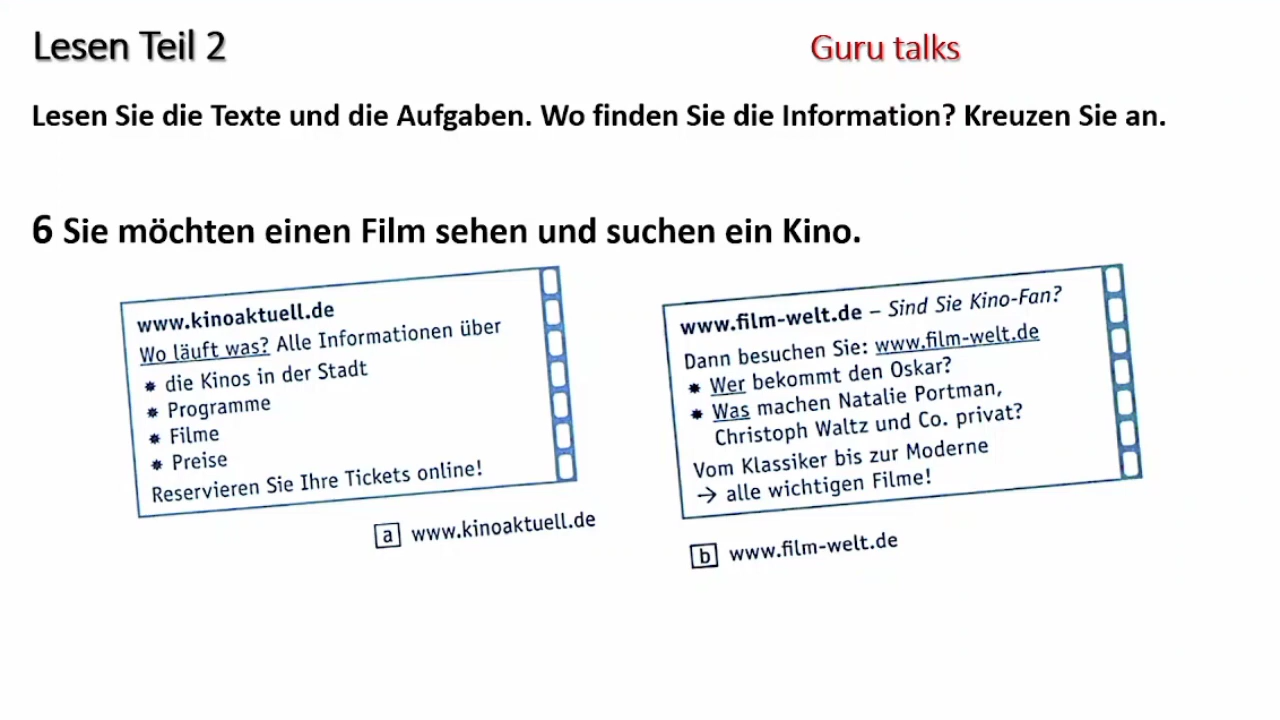 Lesen Teil 2
Guru talks
Lesen Sie die Texte und die Aufgaben. Wo finden Sie die Information? Kreuzen Sie an.
6 Sie möchten einen Film sehen und suchen ein Kino.
www.kinoaktuell.de
Wo läuft was? Alle Informationen über
✷ die Kinos in der Stadt
✷ Programme
✷ Filme
✷ Preise
Reservieren Sie Ihre Tickets online!
a www.kinoaktuell.de
www.film-welt.de – Sind Sie Kino-Fan?
Dann besuchen Sie: www.film-welt.de
✷ Wer bekommt den Oskar?
✷ Was machen Natalie Portman,
Christoph Waltz und Co. privat?
Vom Klassiker bis zur Moderne
→ alle wichtigen Filme!
b www.film-welt.de